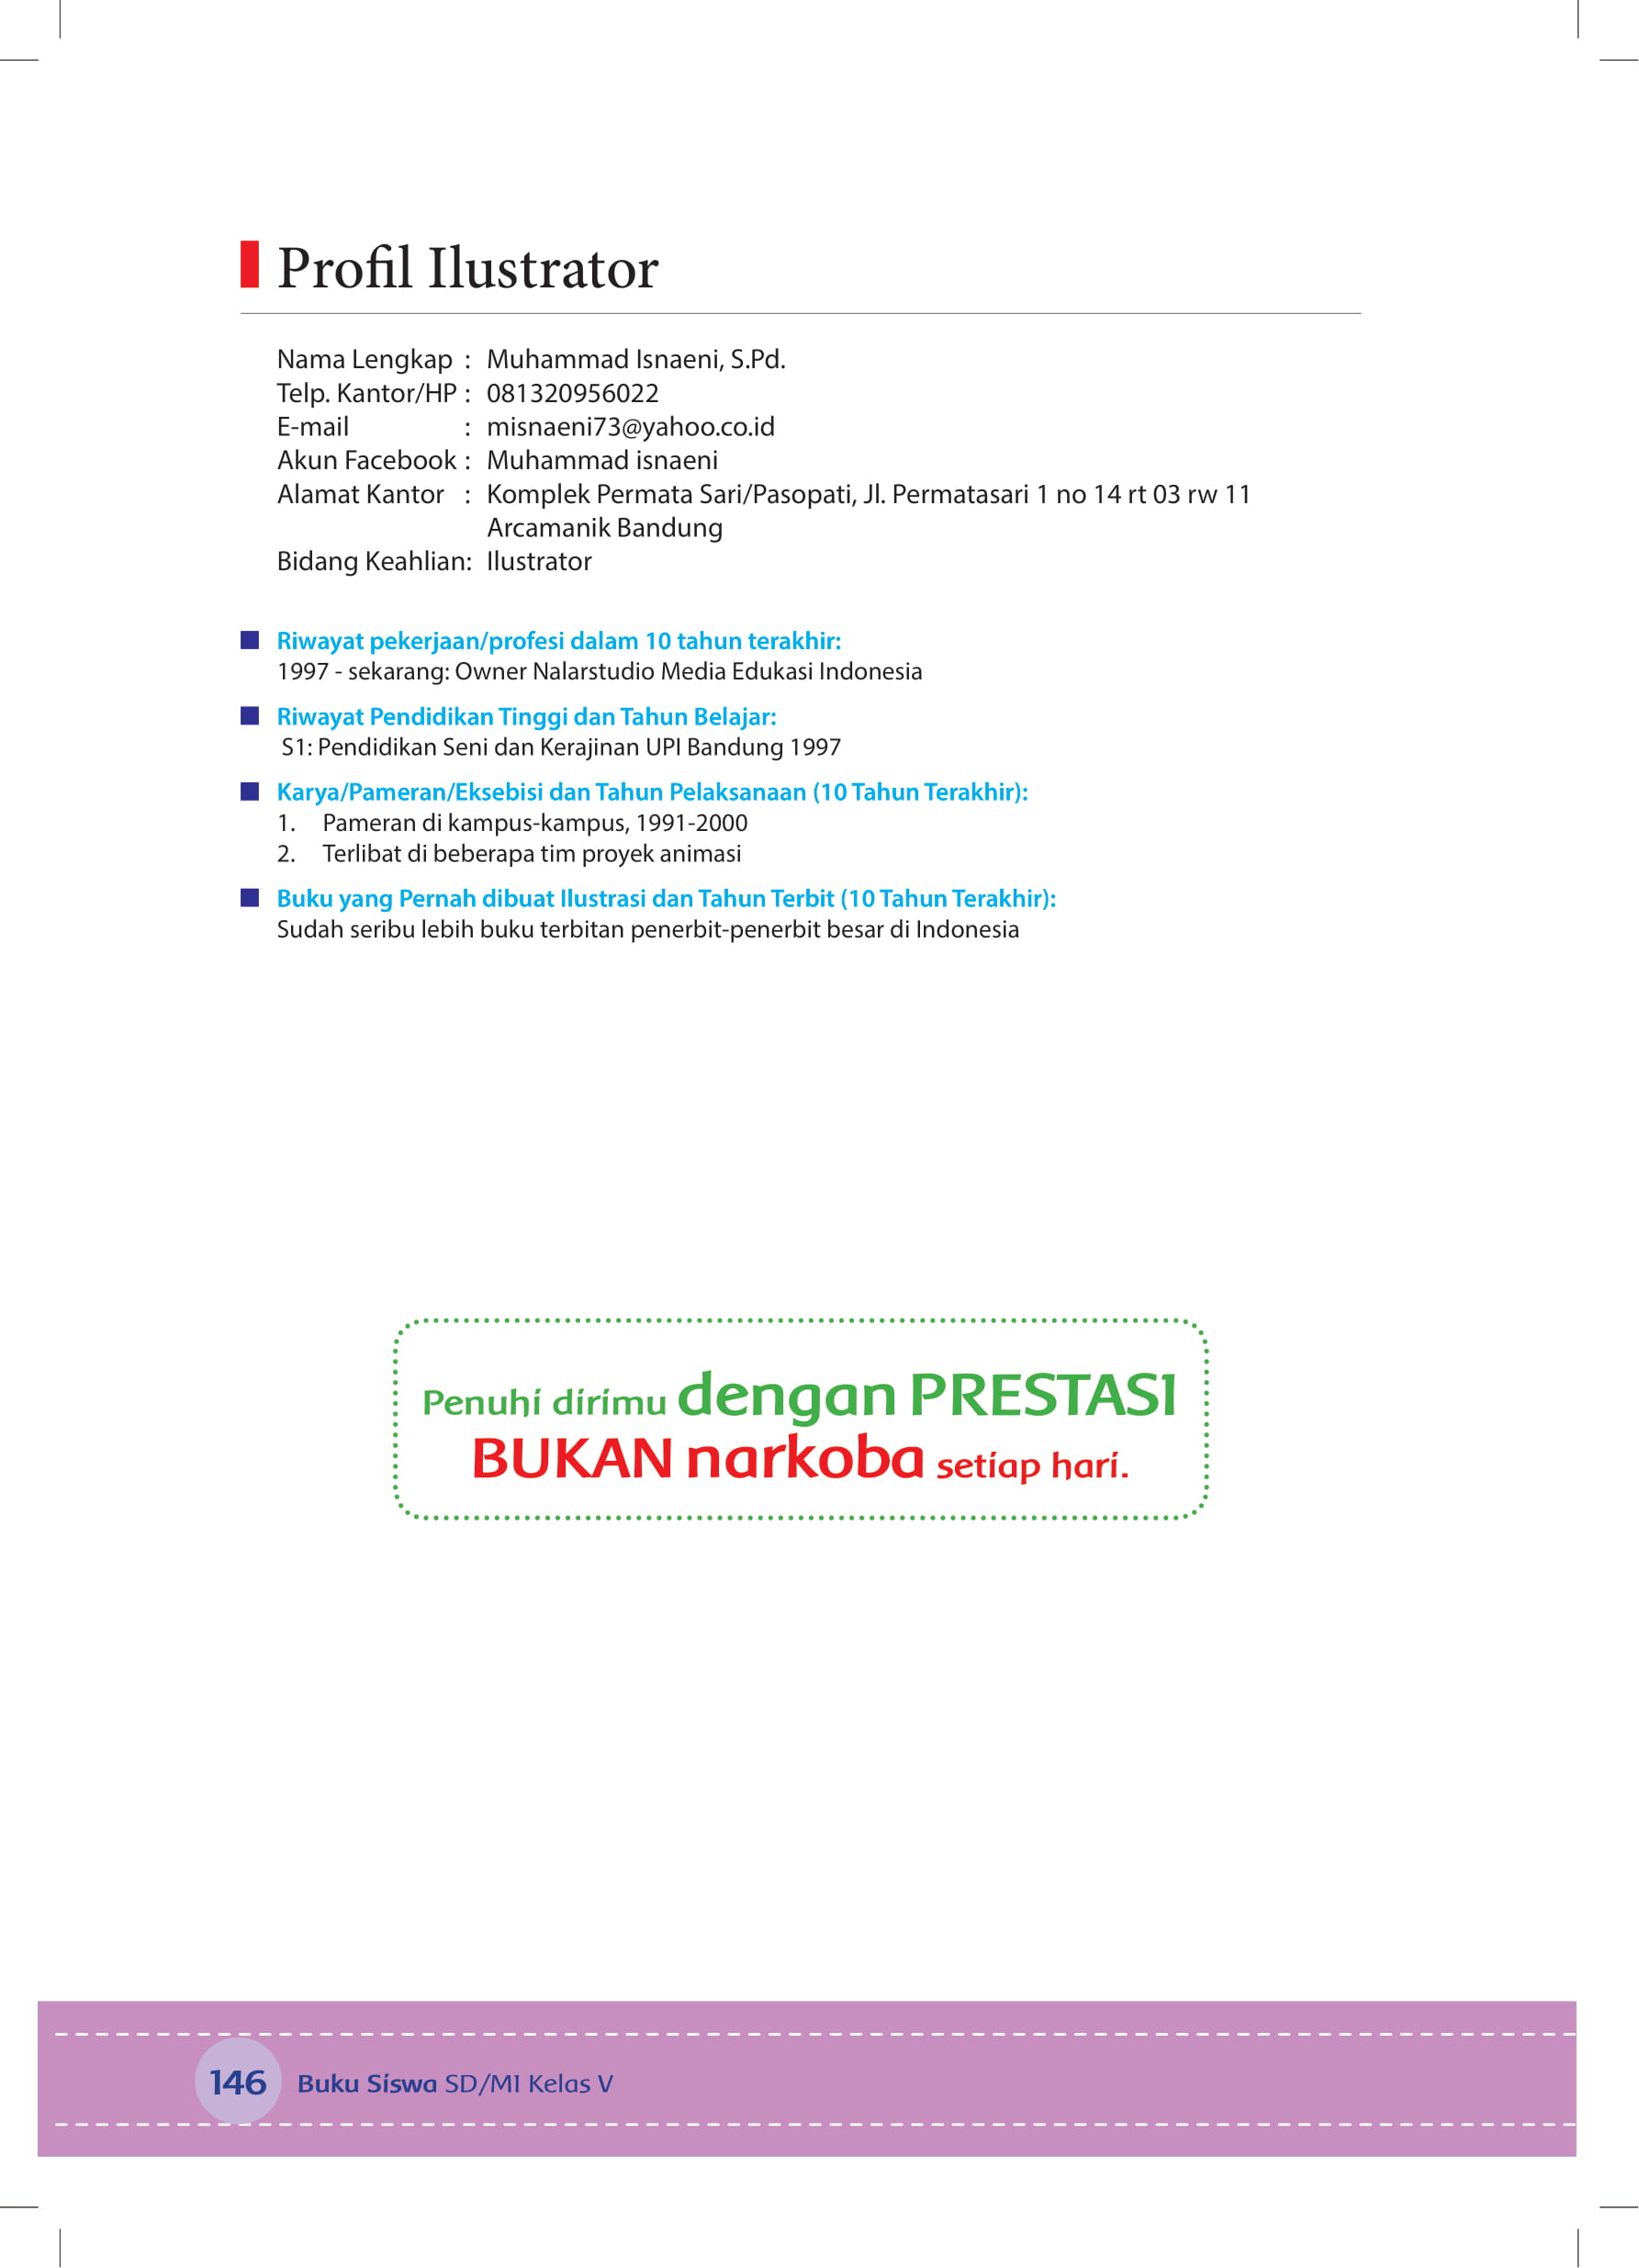 Profil Ilustrator
Nama Lengkap : Muhammad Isnaeni, S.Pd.
Telp. Kantor/HP : 081320956022
E-mail : misnaeni73@yahoo.co.id
Akun Facebook : Muhammad isnaeni
Alamat Kantor : Komplek Permata Sari/Pasopati, Jl. Permatasari 1 no 14 rt 03 rw 11
Arcamanik Bandung
Bidang Keahlian: Ilustrator
Riwayat pekerjaan/profesi dalam 10 tahun terakhir:
1997 - sekarang: Owner Nalarstudio Media Edukasi Indonesia
Riwayat Pendidikan Tinggi dan Tahun Belajar:
S1: Pendidikan Seni dan Kerajinan UPI Bandung 1997
Karya/Pameran/Eksebisi dan Tahun Pelaksanaan (10 Tahun Terakhir):
1. Pameran di kampus-kampus, 1991-2000
2. Terlibat di beberapa tim proyek animasi
Buku yang Pernah dibuat Ilustrasi dan Tahun Terbit (10 Tahun Terakhir):
Sudah seribu lebih buku terbitan penerbit-penerbit besar di Indonesia
Penuhi dirimu dengan PRESTASI
BUKAN narkoba setiap hari.
146 Buku Siswa SD/MI Kelas V